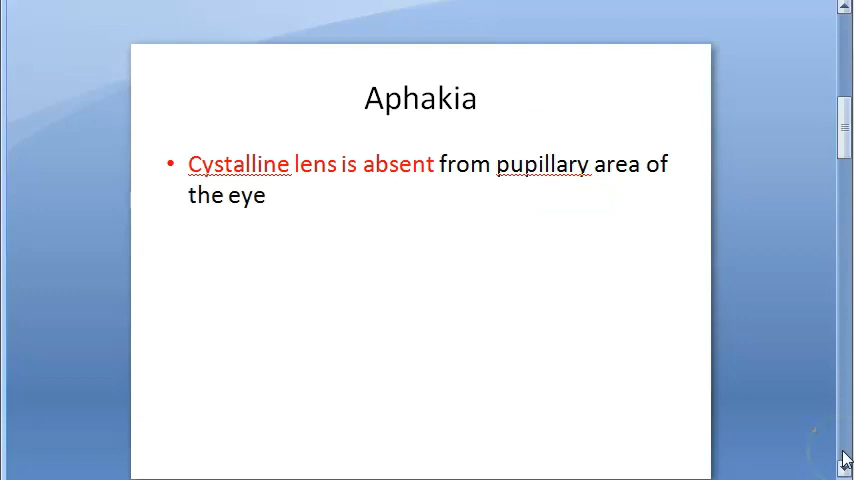 Aphakia
• Cystalline lens is absent from pupillary area of
the eye